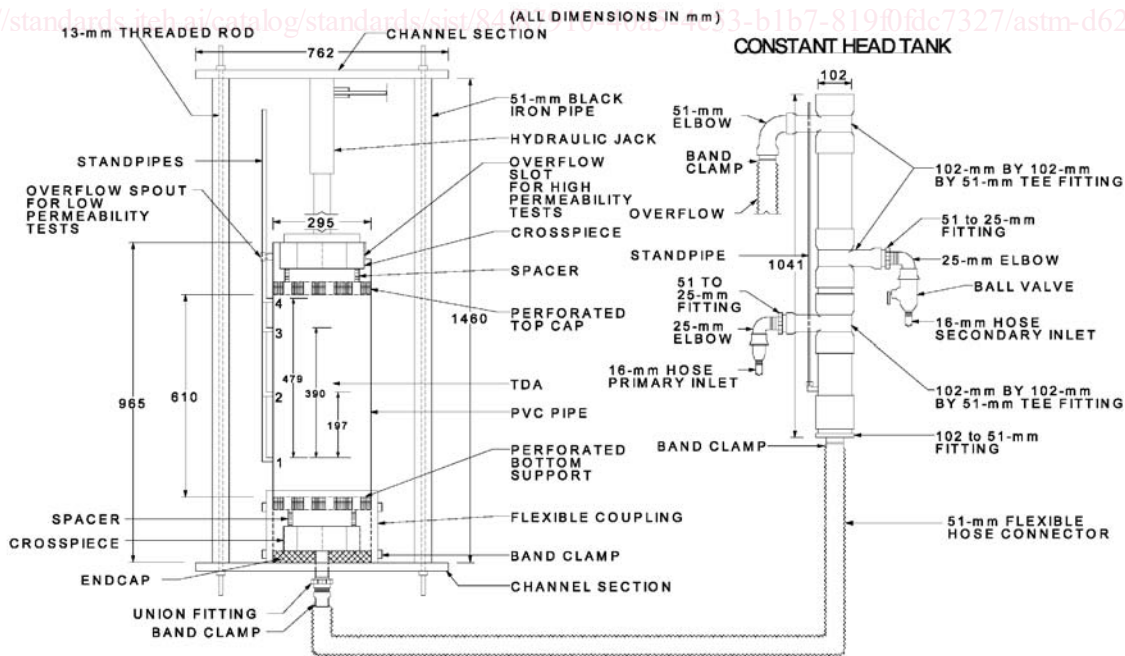 (ALL DIMENSIONS IN mm)
13-mm THREADED ROD
762
CHANNEL SECTION
51-mm BLACK
IRON PIPE
HYDRAULIC JACK
STANDPIPES
OVERFLOW
SLOT
FOR HIGH
PERMEABILITY
TESTS
OVERFLOW SPOUT
FOR LOW
PERMEABILITY
TESTS
295
CROSSPIECE
SPACER
4
PERFORATED
TOP CAP
1460
3
479
390
TDA
965
610
2
197
PVC PIPE
1
PERFORATED
BOTTOM
SUPPORT
SPACER
FLEXIBLE COUPLING
CROSSPIECE
BAND CLAMP
ENDCAP
CHANNEL SECTION
UNION FITTING
BAND CLAMP
CONSTANT HEAD TANK
102
51-mm
ELBOW
BAND
CLAMP
102-mm BY 102-mm
BY 51-mm TEE FITTING
OVERFLOW
51 to 25-mm
FITTING
STANDPIPE
1041
25-mm ELBOW
51 TO
25-mm
FITTING
BALL VALVE
25-mm
ELBOW
16-mm HOSE
SECONDARY INLET
16-mm HOSE
PRIMARY INLET
102-mm BY 102-mm
BY 51-mm TEE FITTING
BAND CLAMP
102 to 51-mm
FITTING
51-mm FLEXIBLE
HOSE CONNECTOR